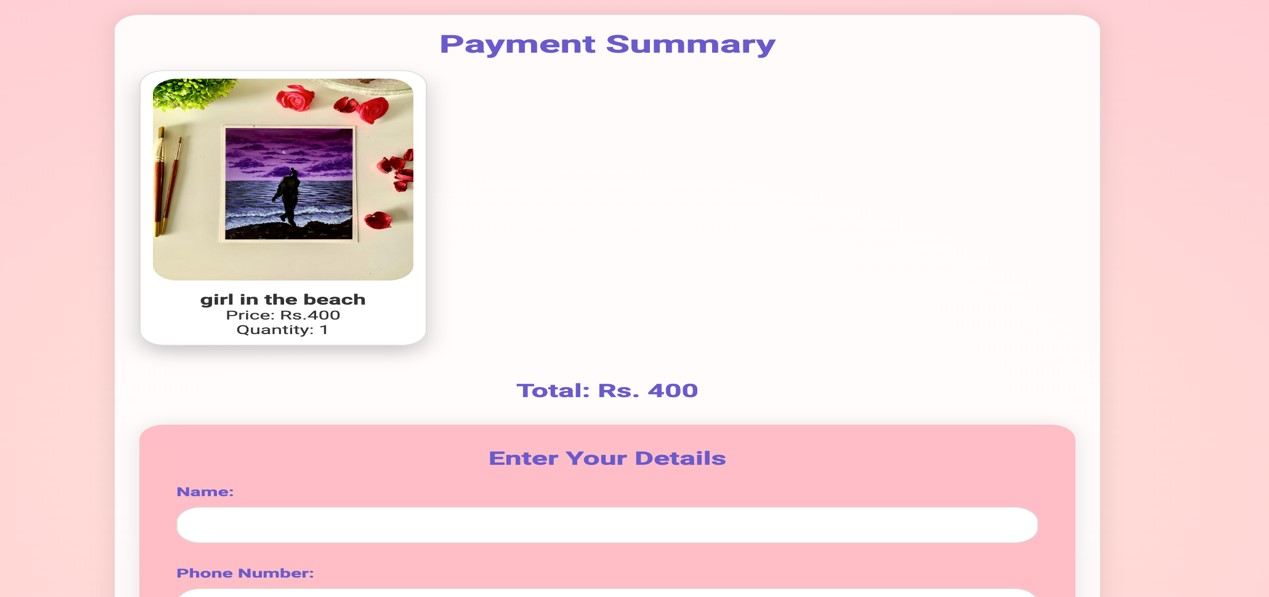 Payment Summary
girl in the beach
Price: Rs.400
Quantity: 1
Total: Rs. 400
Enter Your Details
Name:
Phone Number: